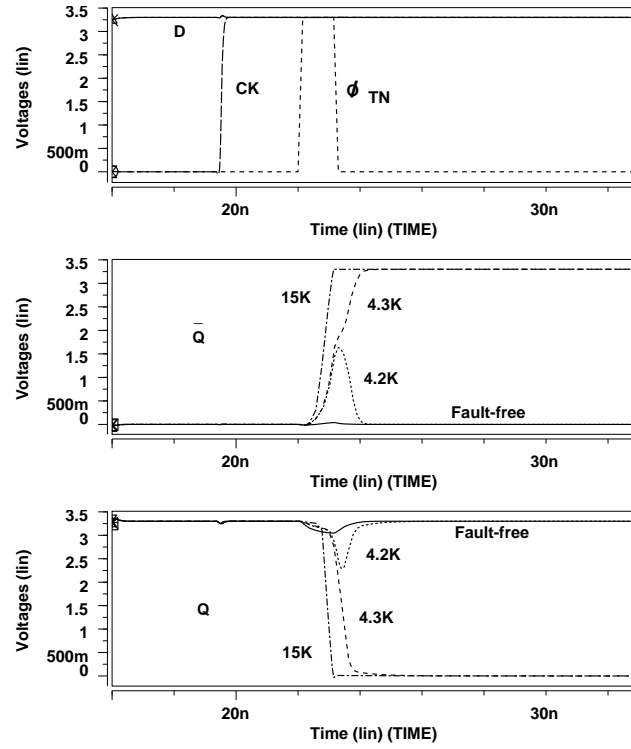 3.5
3
2.5
2
1.5
1
500m
0
Voltages (lin)
D
CK
ϕ TN
20n
30n
Time (lin) (TIME)
3.5
3
2.5
2
1.5
1
500m
0
Voltages (lin)
Q̅
15K
4.3K
4.2K
Fault-free
20n
30n
Time (lin) (TIME)
3.5
3
2.5
2
1.5
1
500m
0
Voltages (lin)
Q
Fault-free
4.2K
4.3K
15K
20n
30n
Time (lin) (TIME)